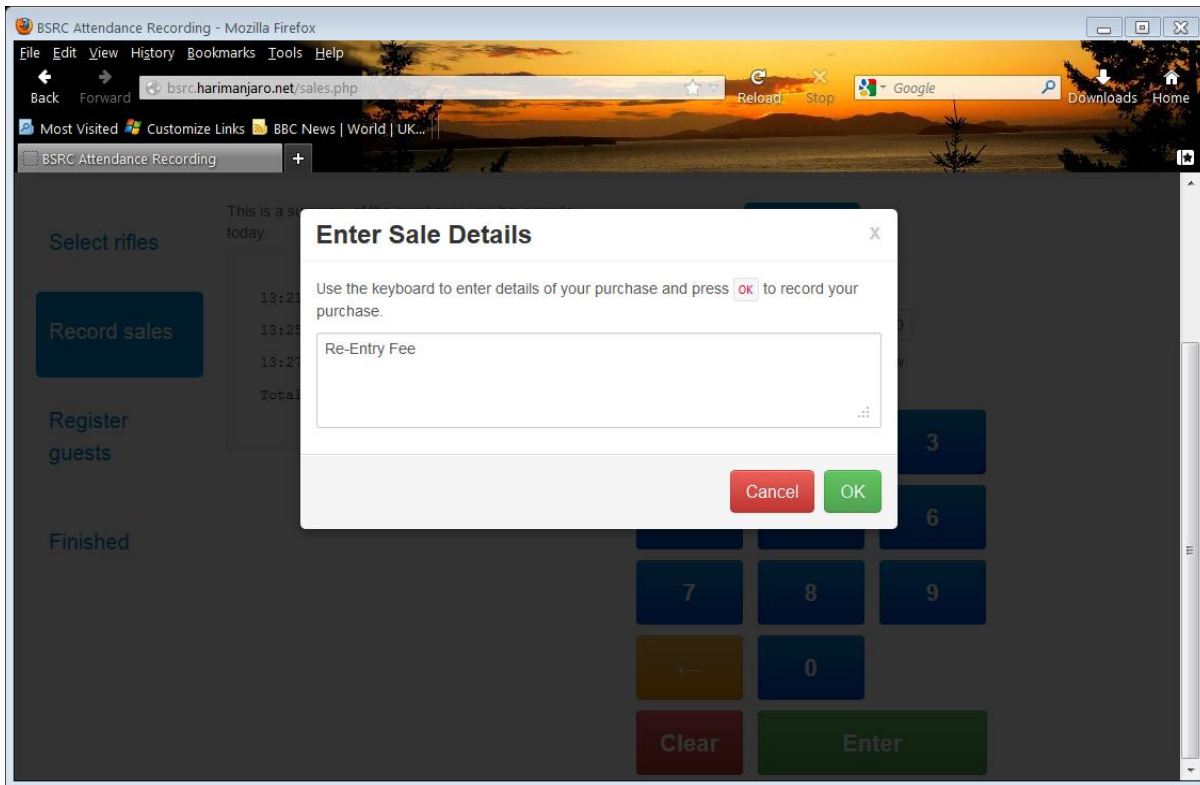 BSRC Attendance Recording - Mozilla Firefox
File Edit View History Bookmarks Tools Help
Back Forward bsrc.harimanjaro.net/sales.php Reload Stop Google Downloads Home
Most Visited Customize Links BBC News | World | UK...
BSRC Attendance Recording +
This is a
today.
Select rifles
Enter Sale Details x
Use the keyboard to enter details of your purchase and press OK to record your
purchase.
13:21
Record sales 13:25
Re-Entry Fee
13:27
Total
Register
guests
3
Cancel OK
6
Finished
7 8 9
← 0
Clear Enter